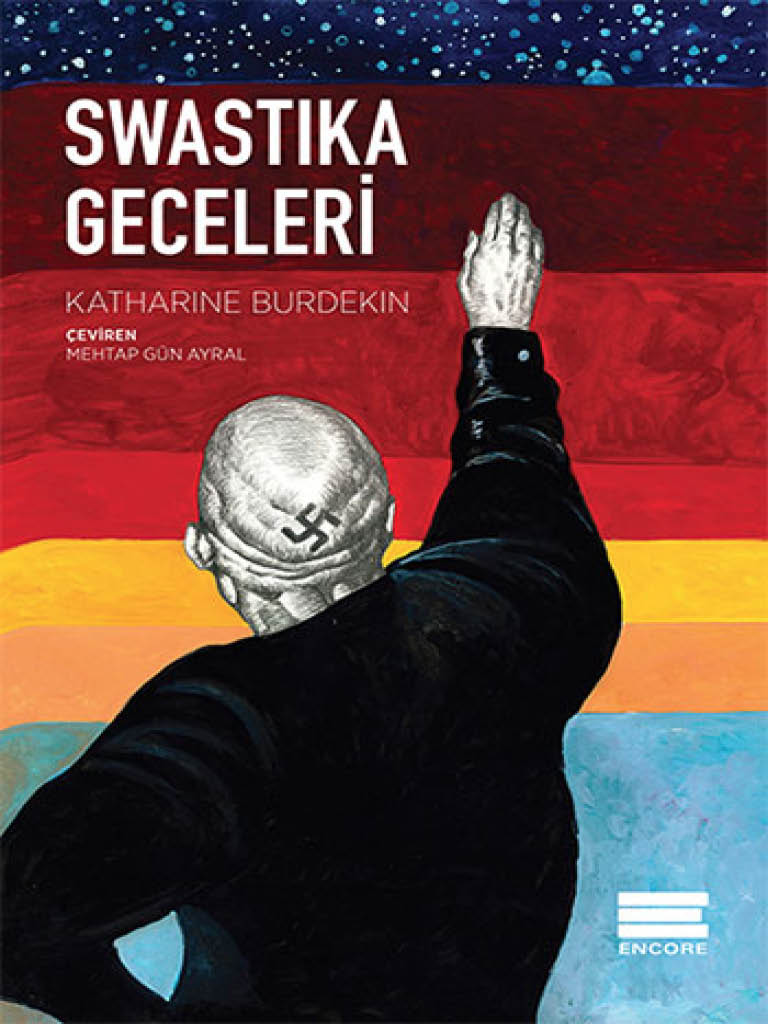 SWASTIKA
GECELERİ
KATHARINE BURDEKIN
ÇEVİREN
MEHTAP GÜN AYRAL
ENCORE